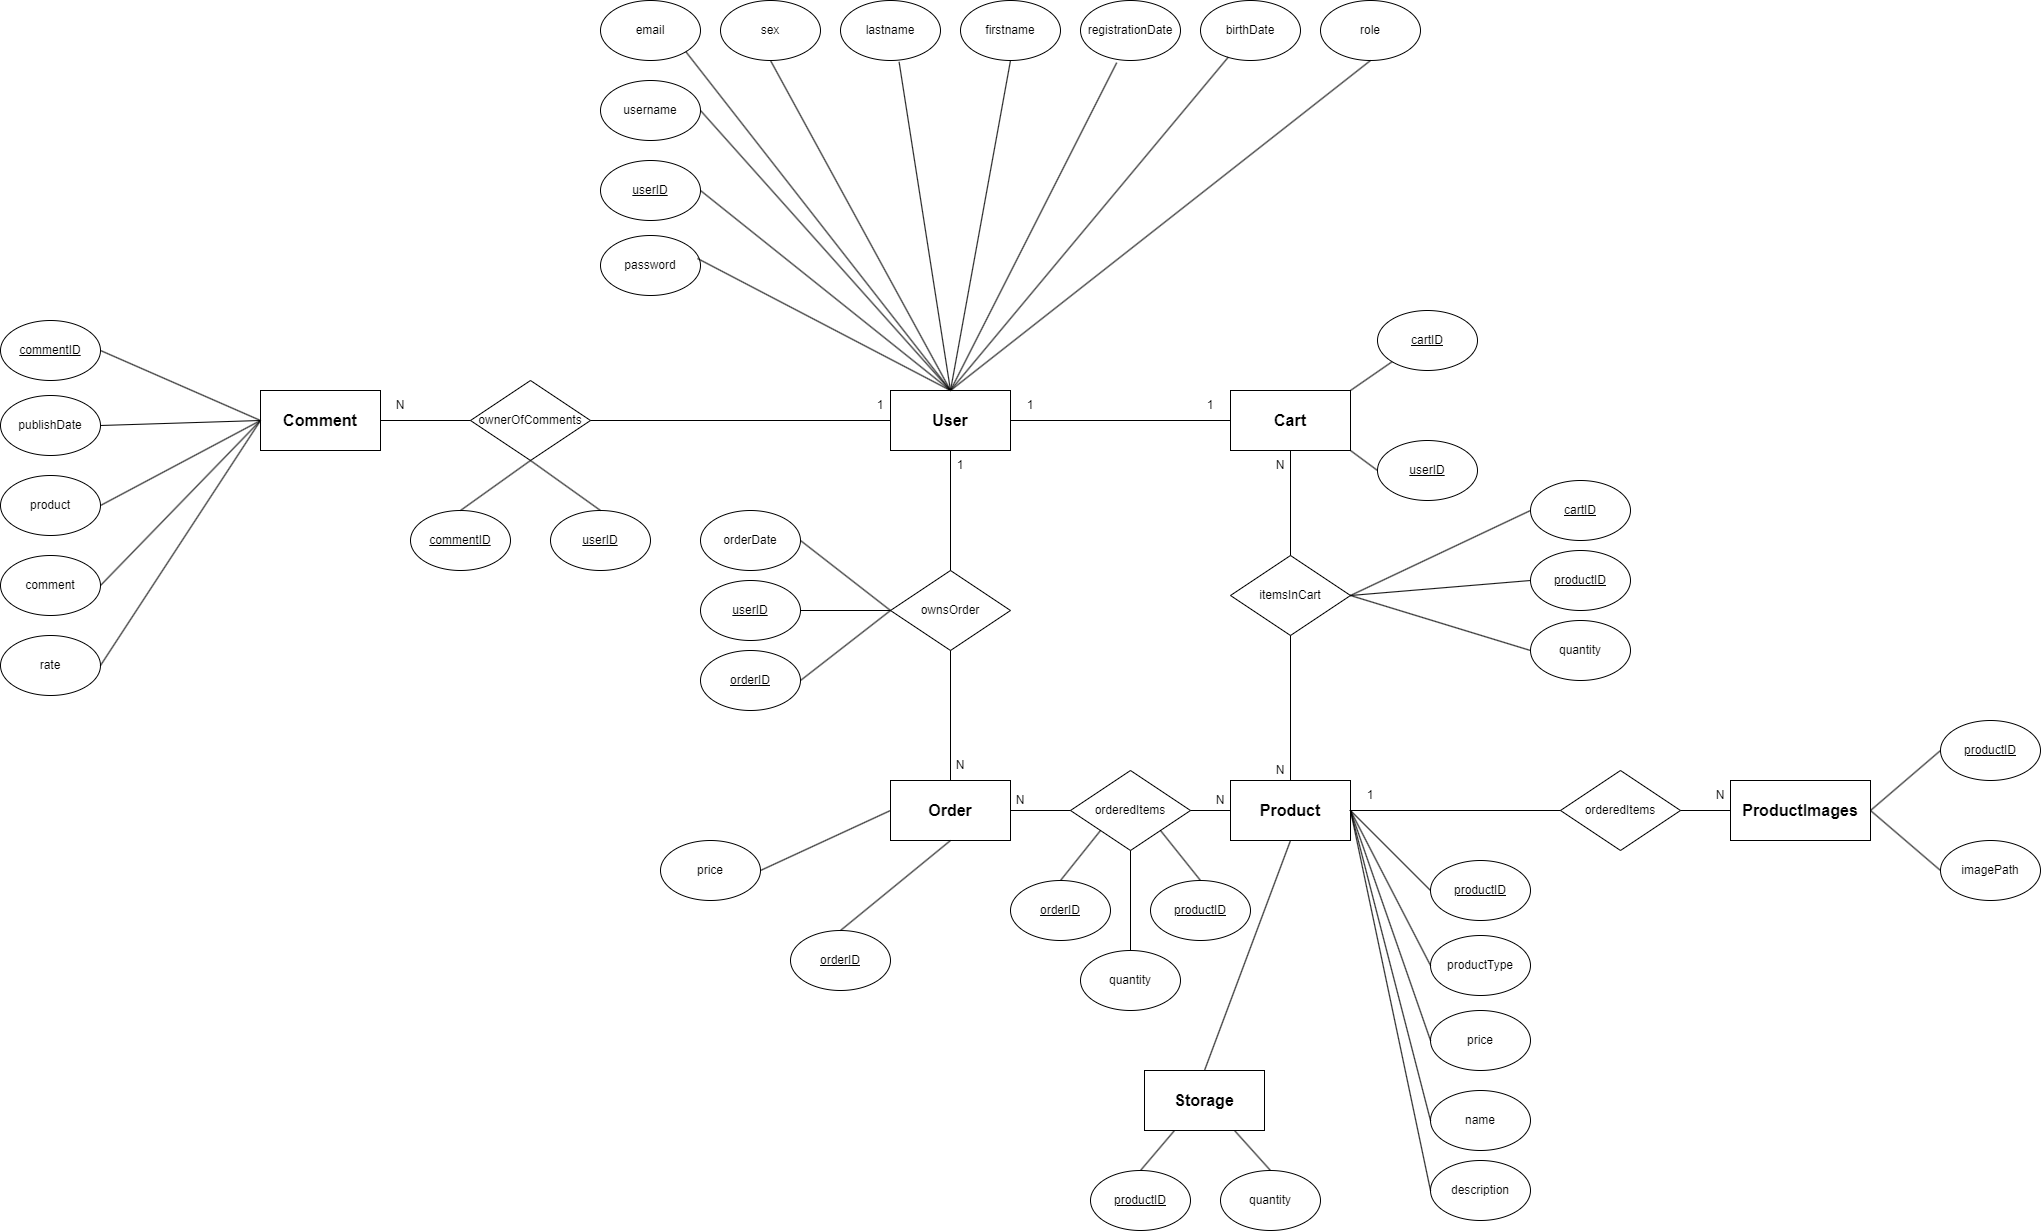 email
sex
lastname
firstname
registrationDate
birthDate
role
username
userID
password
commentID
publishDate
product
comment
rate
Comment
N
ownerOfComments
1
User
1
1
Cart
cartID
userID
commentID
userID
1
N
orderDate
userID
orderID
ownsOrder
itemsInCart
cartID
productID
quantity
N
N
Order
N
orderedItems
N
Product
1
orderedItems
N
ProductImages
productID
imagePath
price
orderID
orderID
productID
quantity
productID
productType
price
name
description
Storage
productID
quantity